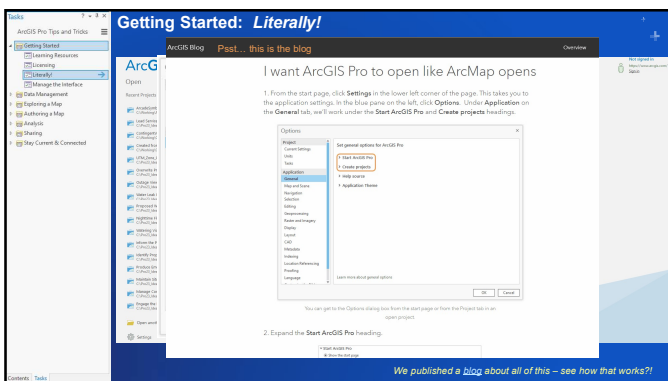 Tasks
ArcGIS Pro Tips and Tricks
Getting Started
Learning Resources
Licensing
Literally!
Manage the Interface
Data Management
Exploring a Map
Authoring a Map
Analysis
Sharing
Stay Current & Connected
Contents Tasks
Getting Started: Literally!
ArcG
Open
Recent Projects
Open anoth
Settings
ArcGIS Blog
Psst… this is the blog
Overview
I want ArcGIS Pro to open like ArcMap opens
1. From the start page, click Settings in the lower left corner of the page. This takes you to
the application settings. In the blue pane on the left, click Options. Under Application on
the General tab, we'll work under the Start ArcGIS Pro and Create projects headings.
Options
Project
Current Settings
Units
Tasks
Application
General
Map and Scene
Navigation
Selection
Editing
Geoprocessing
Raster and Imagery
Display
Layout
CAD
Metadata
Indexing
Location Referencing
Proofing
Language
Set general options for ArcGIS Pro
Start ArcGIS Pro
Create projects
Help source
Application Theme
Learn more about general options
OK Cancel
You can get to the Options dialog two from the start page or from the Project tab in an
open project
2. Expand the Start ArcGIS Pro heading.
Start ArcGIS Pro
Show the start page
Not signed in
We published a blog about all of this – see how that works?!